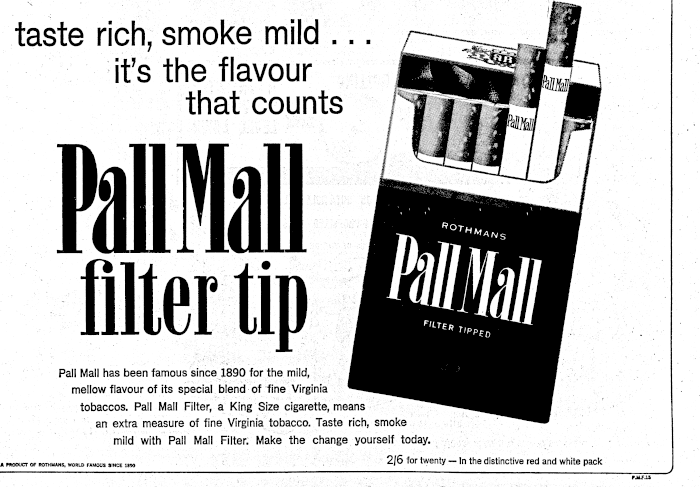 taste rich, smoke mild . . .
it's the flavour
that counts
Pall Mall
filter tip
Pall Mall
Pall Mall
ROTHMANS
Pall Mall
FILTER TIPPED
Pall Mall has been famous since 1890 for the mild,
mellow flavour of its special blend of fine Virginia
tobaccos. Pall Mall Filter, a King Size cigarette, means
an extra measure of fine Virginia tobacco. Taste rich, smoke
mild with Pall Mall Filter. Make the change yourself today.
2/6 for twenty — In the distinctive red and white pack
A PRODUCT OF ROTHMANS, WORLD FAMOUS SINCE 1890
P.M.F.15